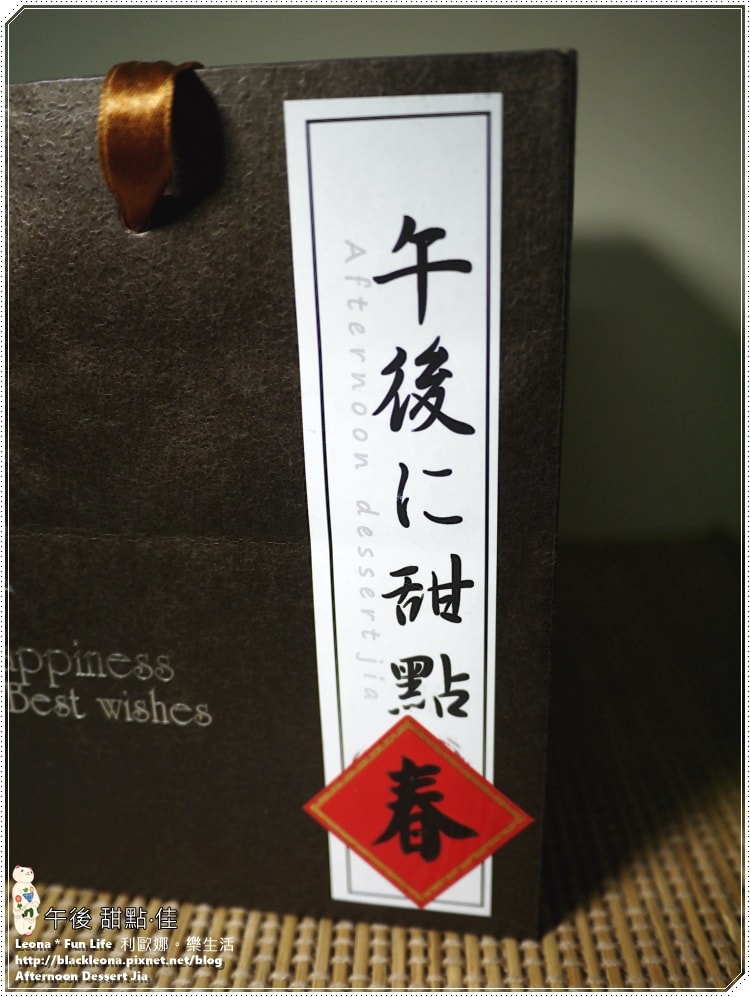 午後に甜點
Afternoon dessert jia
春
appiness
Best wishes
午後 甜點·佳
Leona * Fun Life 利歐娜。樂生活
http://blackleona.pixnet.net/blog
Afternoon Dessert Jia